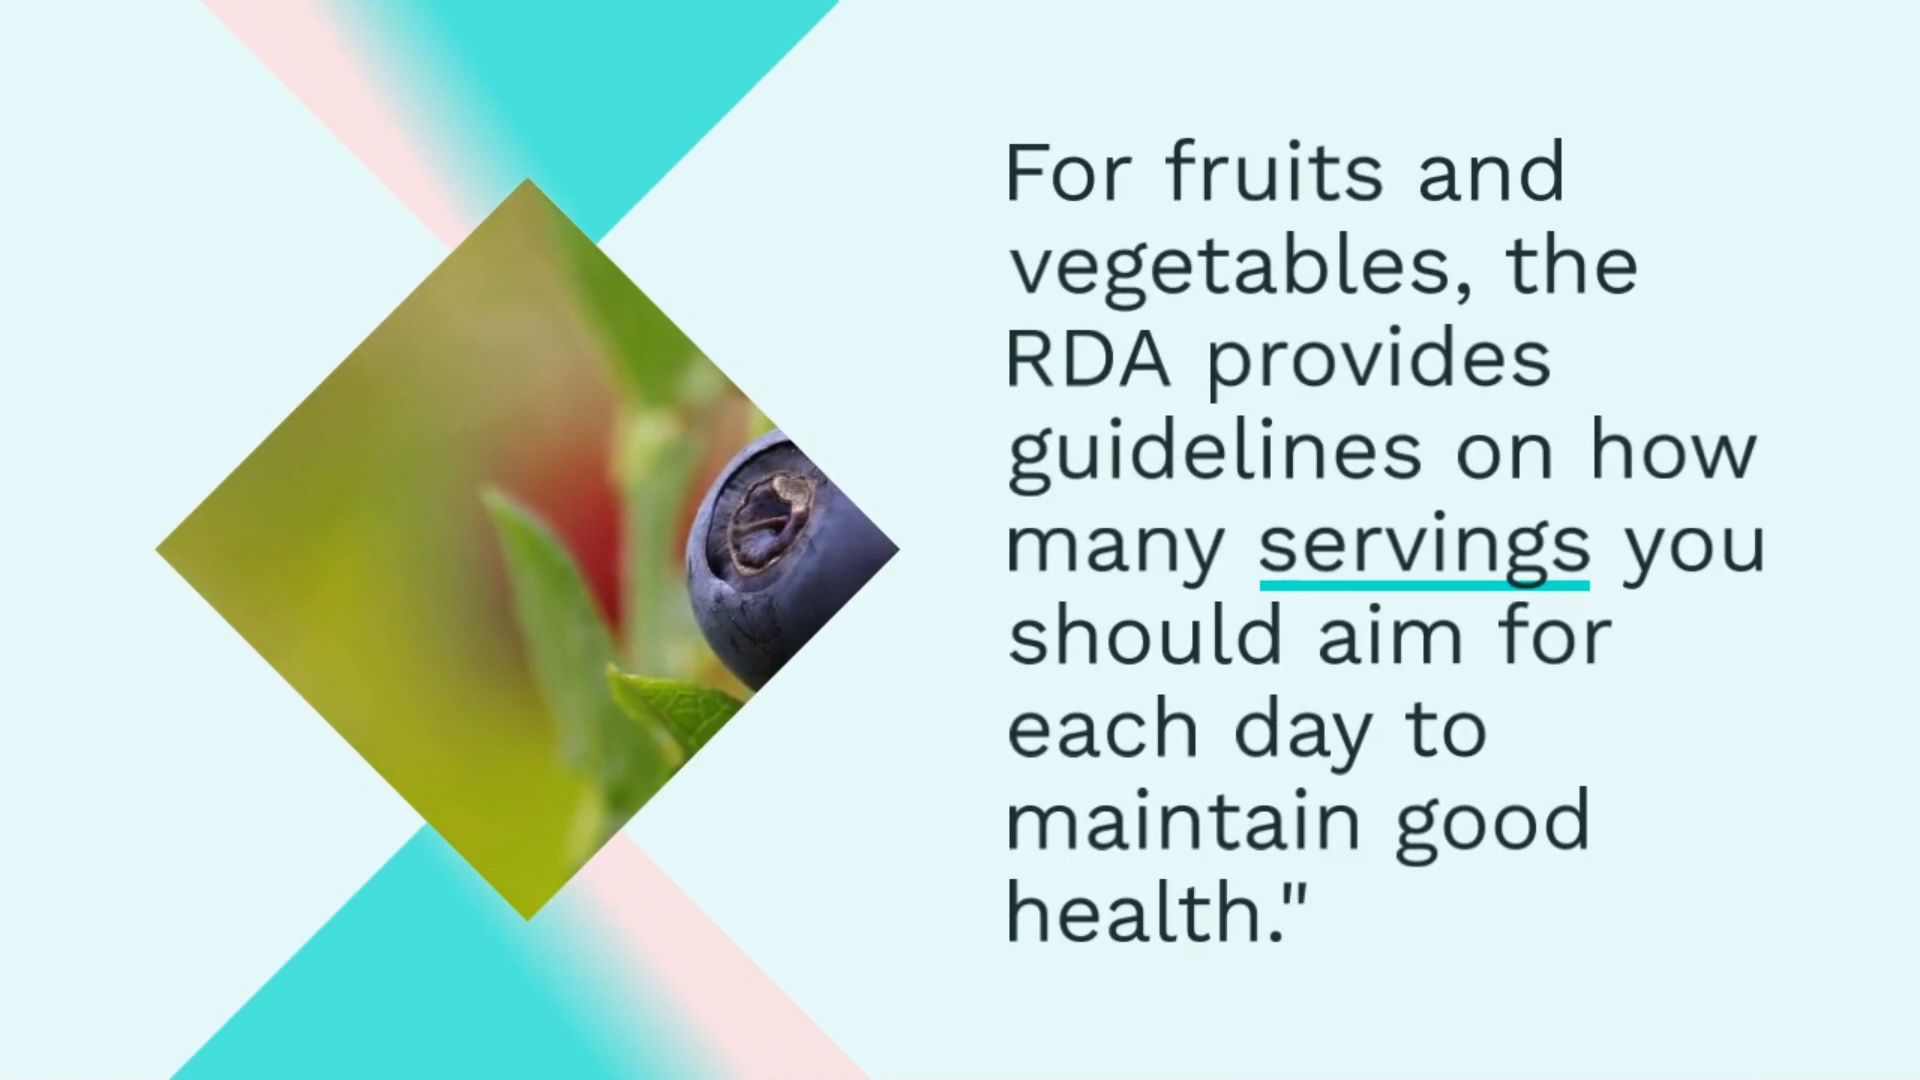 For fruits and
vegetables, the
RDA provides
guidelines on how
many servings you
should aim for
each day to
maintain good
health."